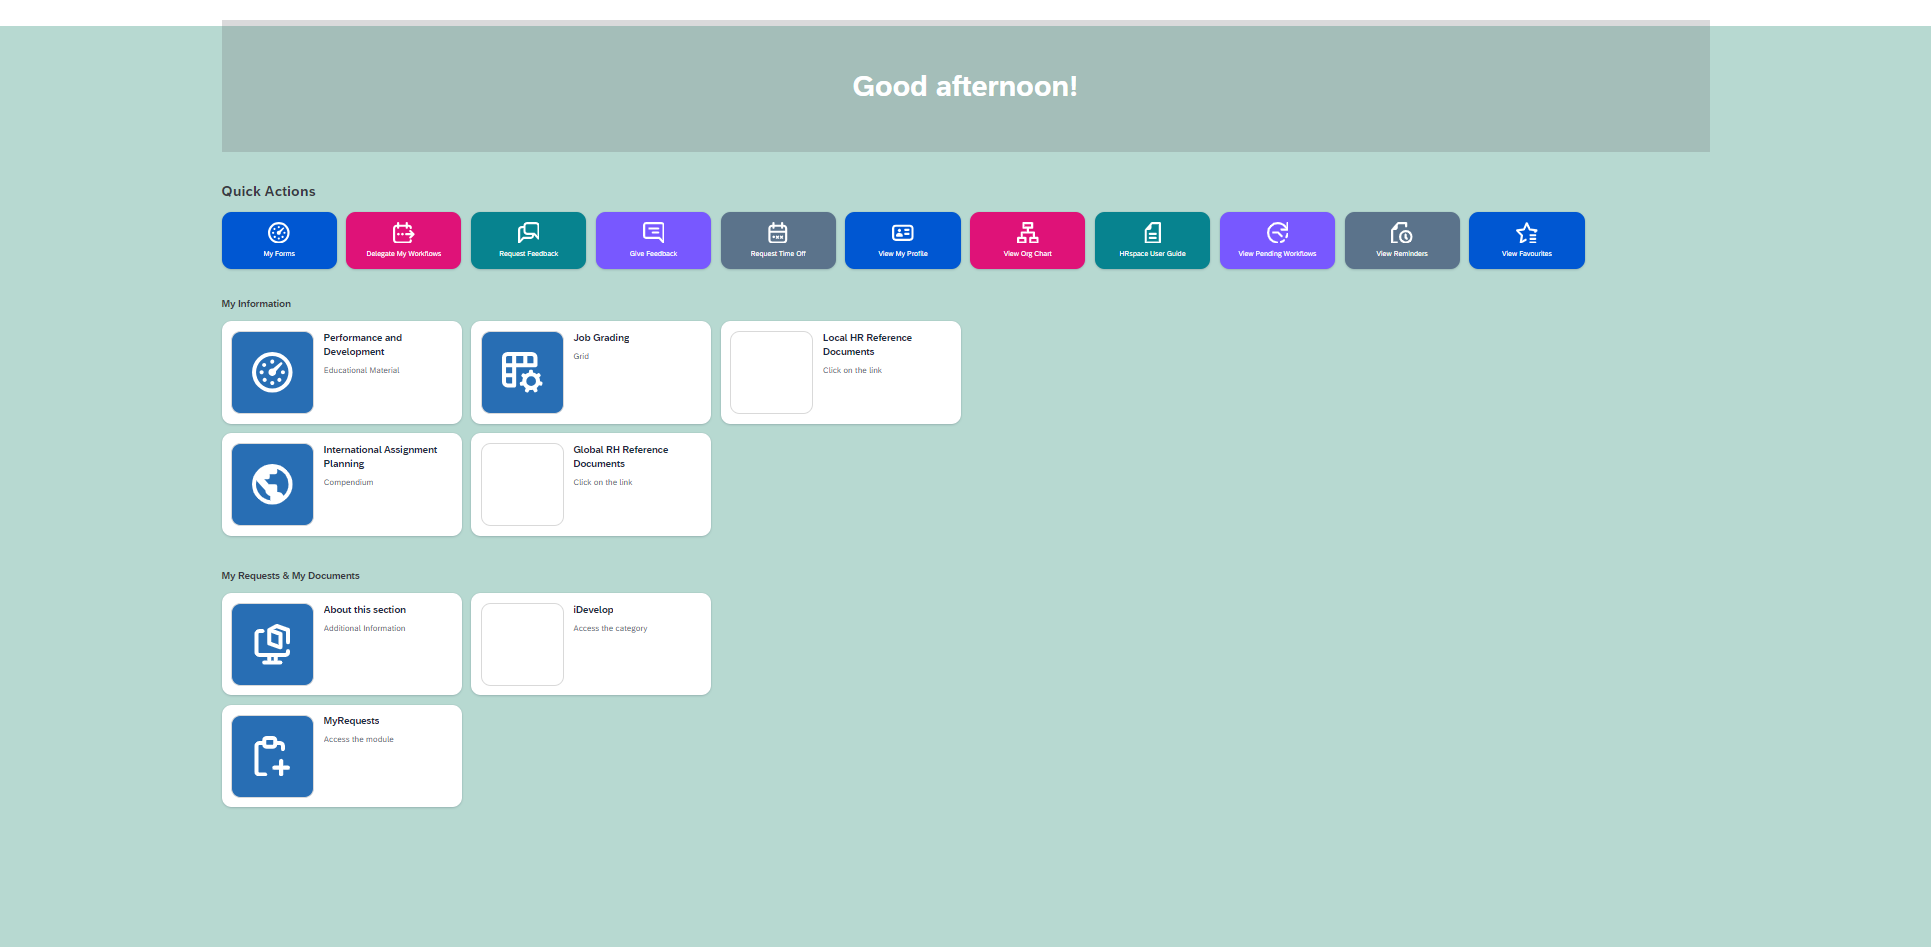 Good afternoon!
Quick Actions
My Forms
Delegate My Workflows
Request Feedback
Give Feedback
Request Time Off
View My Profile
View Org Chart
HRspace User Guide
View Pending Workflows
View Reminders
View Favourites
My Information
Performance and
Development
Educational Material
Job Grading
Grid
Local HR Reference
Documents
Click on the link
International Assignment
Planning
Compendium
Global RH Reference
Documents
Click on the link
My Requests & My Documents
About this section
Additional Information
iDevelop
Access the category
MyRequests
Access the module